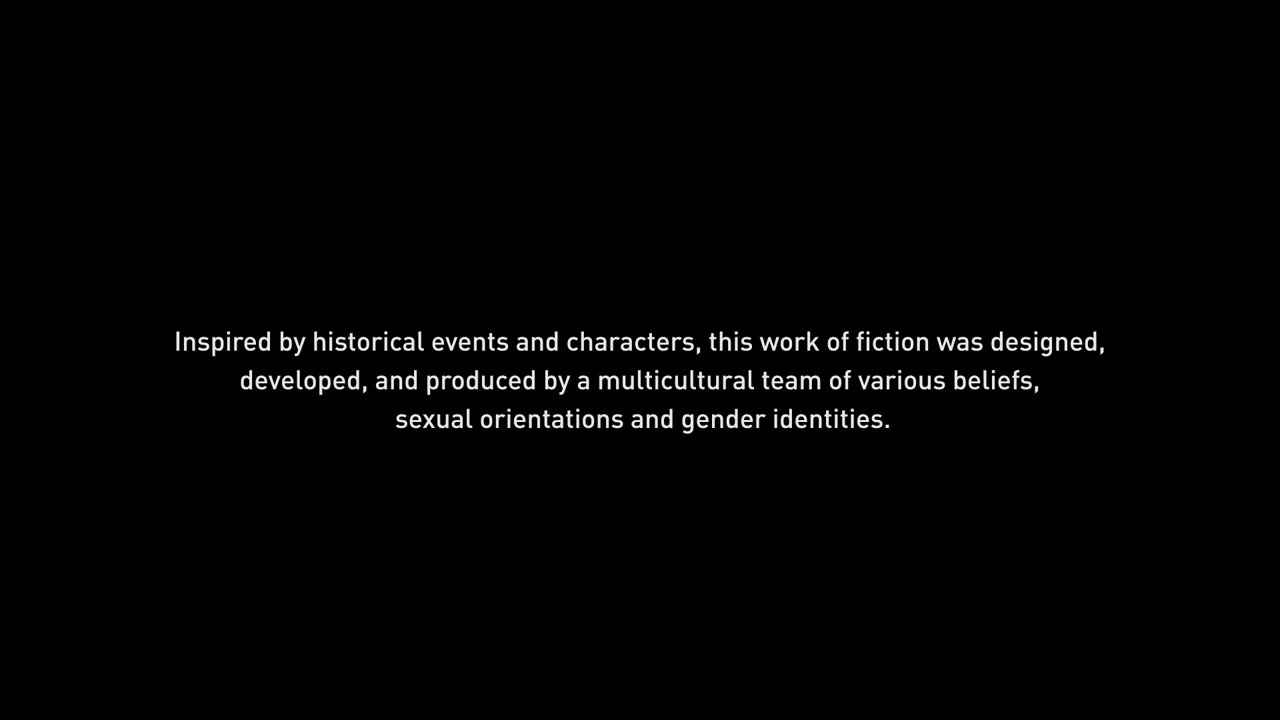 Inspired by historical events and characters, this work of fiction was designed,
developed, and produced by a multicultural team of various beliefs,
sexual orientations and gender identities.